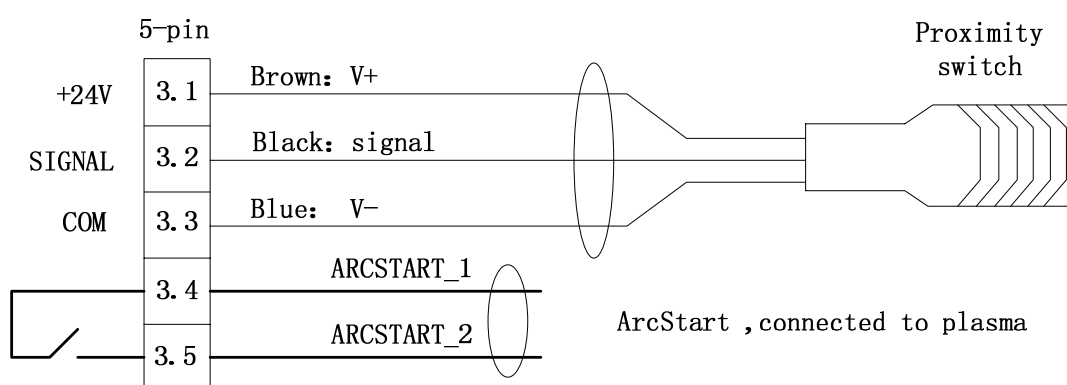 5-pin
Proximity
switch
+24V
3.1
Brown: V+
SIGNAL
3.2
Black: signal
COM
3.3
Blue: V-
3.4
ARCSTART_1
ArcStart ,connected to plasma
3.5
ARCSTART_2